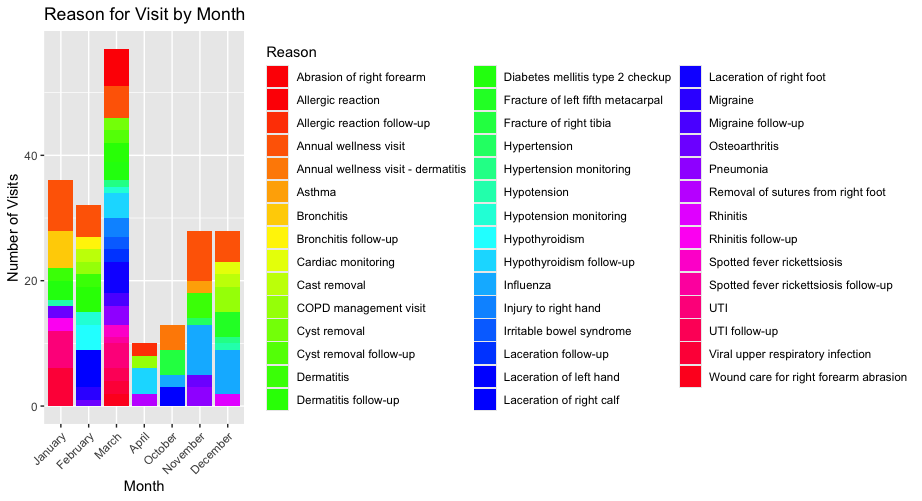 Reason for Visit by Month
Number of Visits
40
20
0
January
February
March
April
October
November
December
Month
Reason
Abrasion of right forearm
Allergic reaction
Allergic reaction follow-up
Annual wellness visit
Annual wellness visit - dermatitis
Asthma
Bronchitis
Bronchitis follow-up
Cardiac monitoring
Cast removal
COPD management visit
Cyst removal
Cyst removal follow-up
Dermatitis
Dermatitis follow-up
Diabetes mellitis type 2 checkup
Fracture of left fifth metacarpal
Fracture of right tibia
Hypertension
Hypertension monitoring
Hypotension
Hypotension monitoring
Hypothyroidism
Hypothyroidism follow-up
Influenza
Injury to right hand
Irritable bowel syndrome
Laceration follow-up
Laceration of left hand
Laceration of right calf
Laceration of right foot
Migraine
Migraine follow-up
Osteoarthritis
Pneumonia
Removal of sutures from right foot
Rhinitis
Rhinitis follow-up
Spotted fever rickettsiosis
Spotted fever rickettsiosis follow-up
UTI
UTI follow-up
Viral upper respiratory infection
Wound care for right forearm abrasion